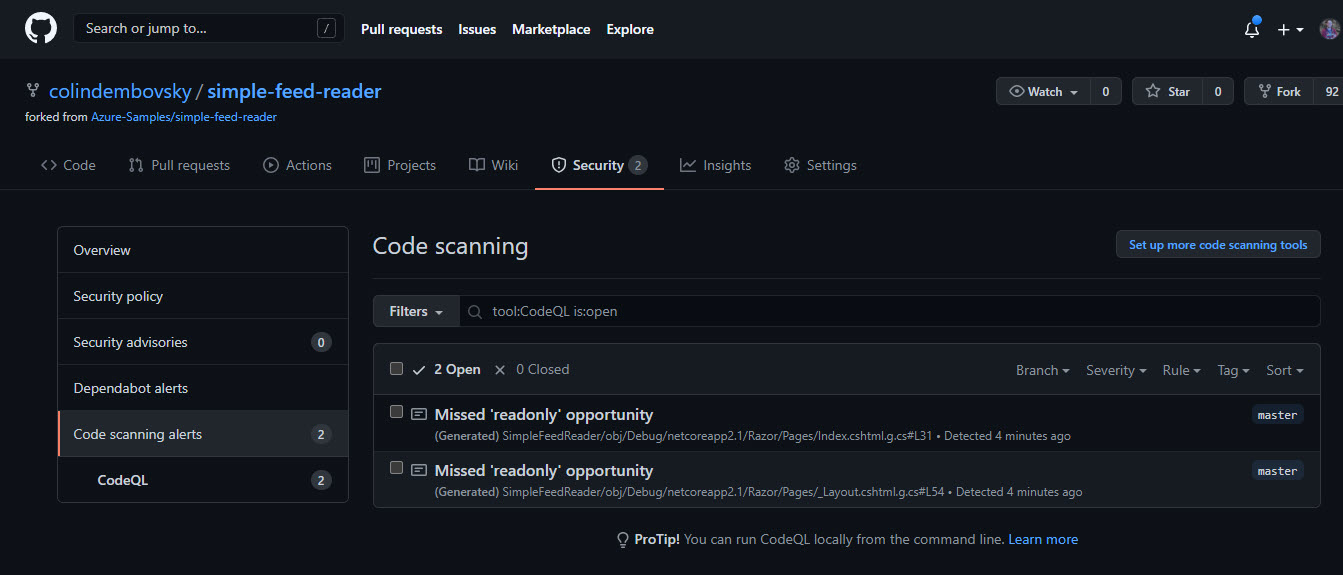 Search or jump to... /
Pull requests Issues Marketplace Explore
colindembovsky / simple-feed-reader
forked from Azure-Samples/simple-feed-reader
Watch 0 Star 0 Fork 92
Code Pull requests Actions Projects Wiki Security 2 Insights Settings
Overview
Security policy
Security advisories 0
Dependabot alerts
Code scanning alerts 2
CodeQL 2
Code scanning
Set up more code scanning tools
Filters tool:CodeQL is:open
2 Open 0 Closed Branch Severity Rule Tag Sort
Missed 'readonly' opportunity master
(Generated) SimpleFeedReader/obj/Debug/netcoreapp2.1/Razor/Pages/Index.cshtml.g.cs#L31 • Detected 4 minutes ago
Missed 'readonly' opportunity master
(Generated) SimpleFeedReader/obj/Debug/netcoreapp2.1/Razor/Pages/_Layout.cshtml.g.cs#L54 • Detected 4 minutes ago
ProTip! You can run CodeQL locally from the command line. Learn more